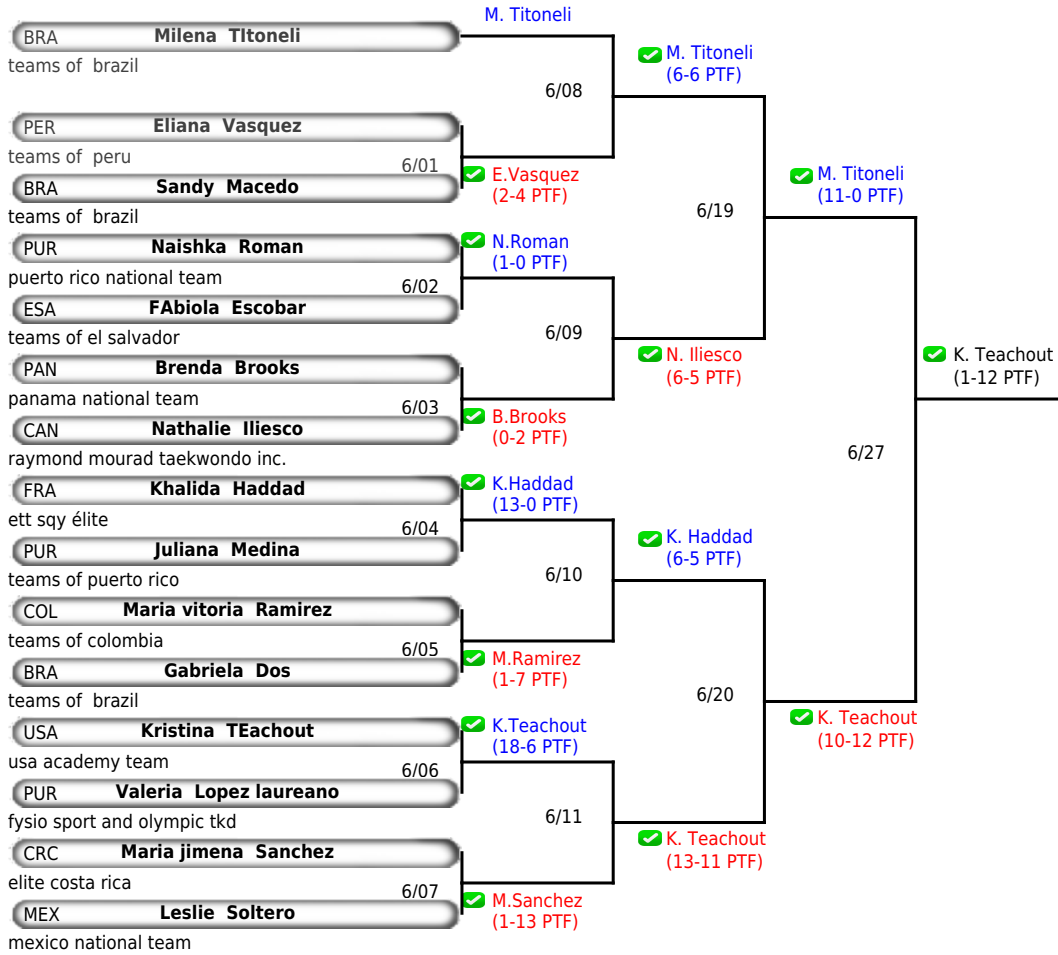 M. Titoneli
BRA Milena TItoneli
teams of brazil
M. Titoneli
(6-6 PTF)
6/08
PER Eliana Vasquez
teams of peru
6/01
E.Vasquez
(2-4 PTF)
M. Titoneli
(11-0 PTF)
BRA Sandy Macedo
teams of brazil
6/19
PUR Naishka Roman
N.Roman
(1-0 PTF)
puerto rico national team
6/02
ESA FAbiola Escobar
teams of el salvador
6/09
PAN Brenda Brooks
N. Iliesco
(6-5 PTF)
K. Teachout
(1-12 PTF)
panama national team
6/03
B.Brooks
(0-2 PTF)
CAN Nathalie Iliesco
raymond mourad taekwondo inc.
6/27
FRA Khalida Haddad
K.Haddad
(13-0 PTF)
ett sqy élite
6/04
PUR Juliana Medina
K. Haddad
(6-5 PTF)
teams of puerto rico
6/10
COL Maria vitoria Ramirez
teams of colombia
6/05
M.Ramirez
(1-7 PTF)
BRA Gabriela Dos
teams of brazil
6/20
USA Kristina TEachout
K.Teachout
(18-6 PTF)
K. Teachout
(10-12 PTF)
usa academy team
6/06
PUR Valeria Lopez laureano
fysio sport and olympic tkd
6/11
CRC Maria jimena Sanchez
K. Teachout
(13-11 PTF)
elite costa rica
6/07
M.Sanchez
(1-13 PTF)
MEX Leslie Soltero
mexico national team